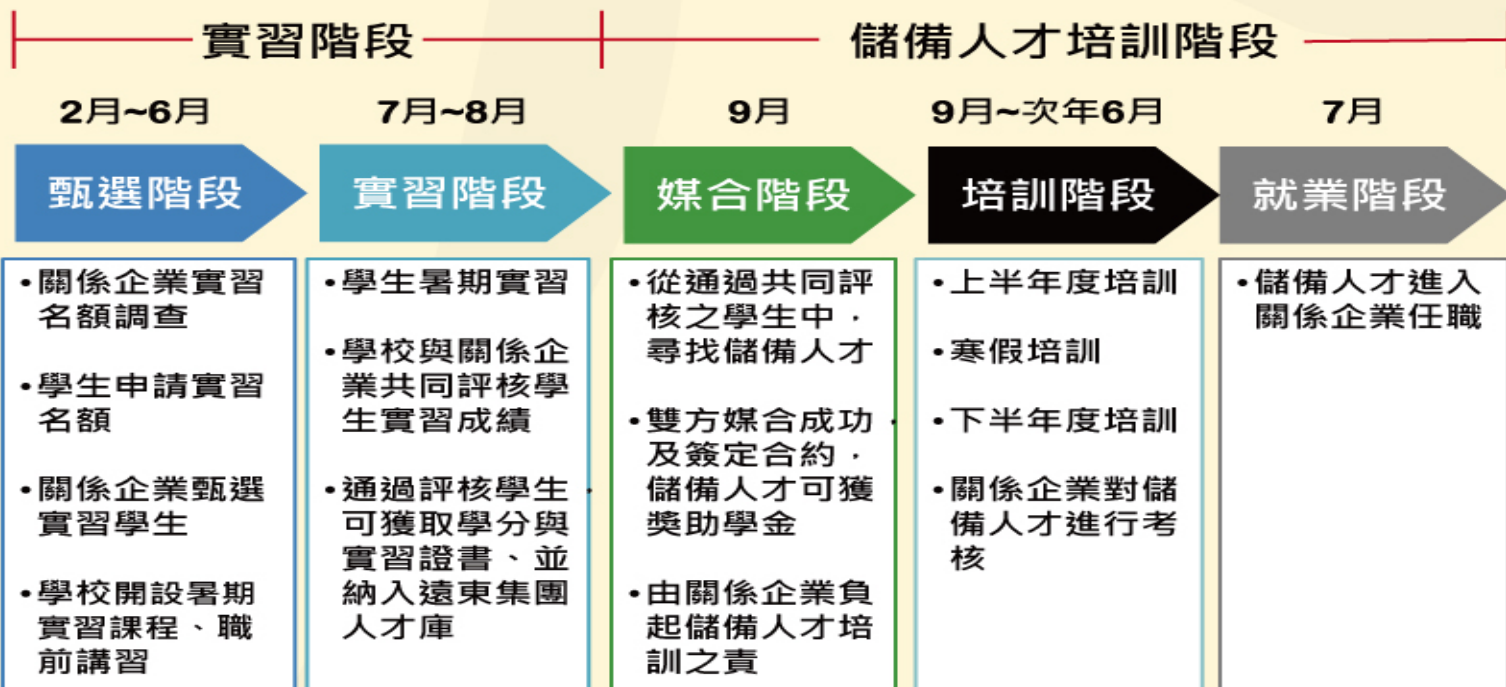 實習階段
儲備人才培訓階段
2月~6月
7月~8月
9月
9月~次年6月
7月
甄選階段
實習階段
媒合階段
培訓階段
就業階段
•關係企業實習
名額調查
•學生申請實習
名額
•關係企業甄選
實習學生
•學校開設暑期
實習課程、職
前講習
•學生暑期實習
•學校與關係企
業共同評核學
生實習成績
•通過評核學生，
可獲取學分與
實習證書、並
納入遠東集團
人才庫
•從通過共同評
核之學生中，
尋找儲備人才
•雙方媒合成功，
及簽定合約，
儲備人才可獲
獎助學金
•由關係企業負
起儲備人才培
訓之責
•上半年度培訓
•寒假培訓
•下半年度培訓
•關係企業對儲
備人才進行考
核
•儲備人才進入
關係企業任職